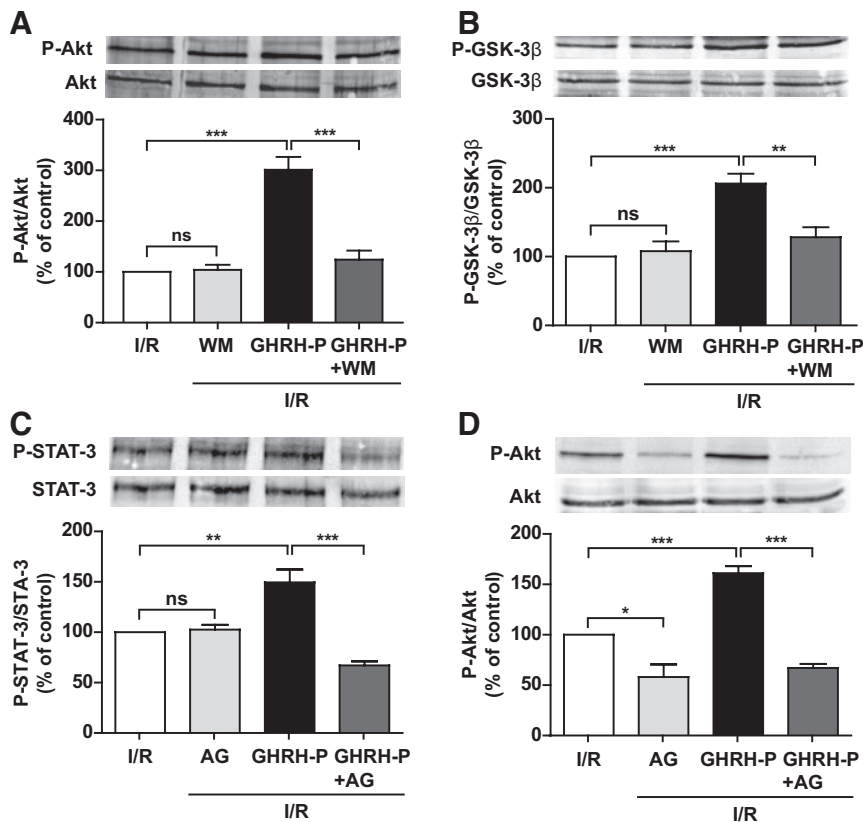 A
P-Akt
Akt
P-Akt/Akt
(% of control)
400
300
200
100
0
ns
***
***
I/R
WM
GHRH-P
GHRH-P
+WM
I/R
B
P-GSK-3β
GSK-3β
P-GSK-3β/GSK-3β
(% of control)
300
200
100
0
ns
***
**
I/R
WM
GHRH-P
GHRH-P
+WM
I/R
C
P-STAT-3
STAT-3
P-STAT-3/STA-3
(% of control)
200
150
100
50
0
ns
**
***
I/R
AG
GHRH-P
GHRH-P
+AG
I/R
D
P-Akt
Akt
P-Akt/Akt
(% of control)
200
150
100
50
0
*
***
***
I/R
AG
GHRH-P
GHRH-P
+AG
I/R